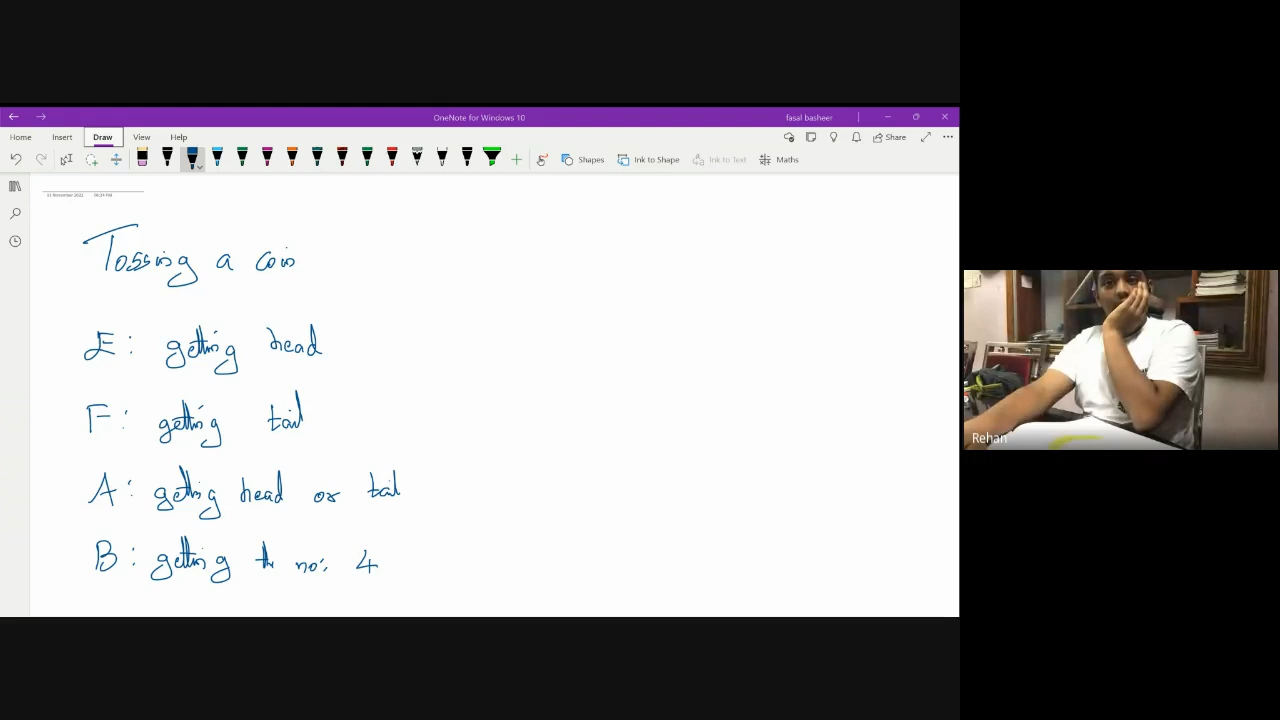 OneNote for Windows 10
fasal basheer
Home Insert Draw View Help
Share
Shapes Ink to Shape Ink to Text Maths
Tossing a coin
E: getting head
F: getting tail
A: getting head or tail
B: getting the no: 4
Rehan